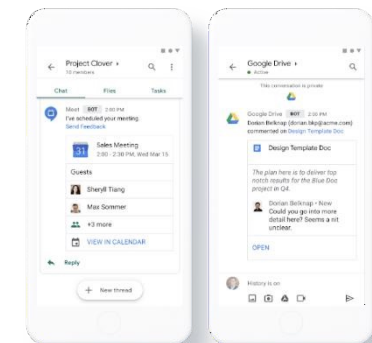 Project Clover
10 members
Chat Files Tasks
Meet BOT 2:00 PM
I've scheduled your meeting.
Send Feedback
31
Sales Meeting
2:00 - 2:30 PM, Wed Mar 15
Guests
Sheryll Tiang
Max Sommer
+3 more
VIEW IN CALENDAR
Reply
+ New thread
Google Drive
Active
This conversation is private
Google Drive BOT 2:30 PM
Dorian Belknap (dorian.bkp@acme.com)
commented on Design Template Doc
Design Template Doc
The plan here is to deliver top
notch results for the Blue Doc
project in Q4.
Dorian Belknap • New
Could you go into more
detail here? Seems a nit
unclear.
OPEN
History is on